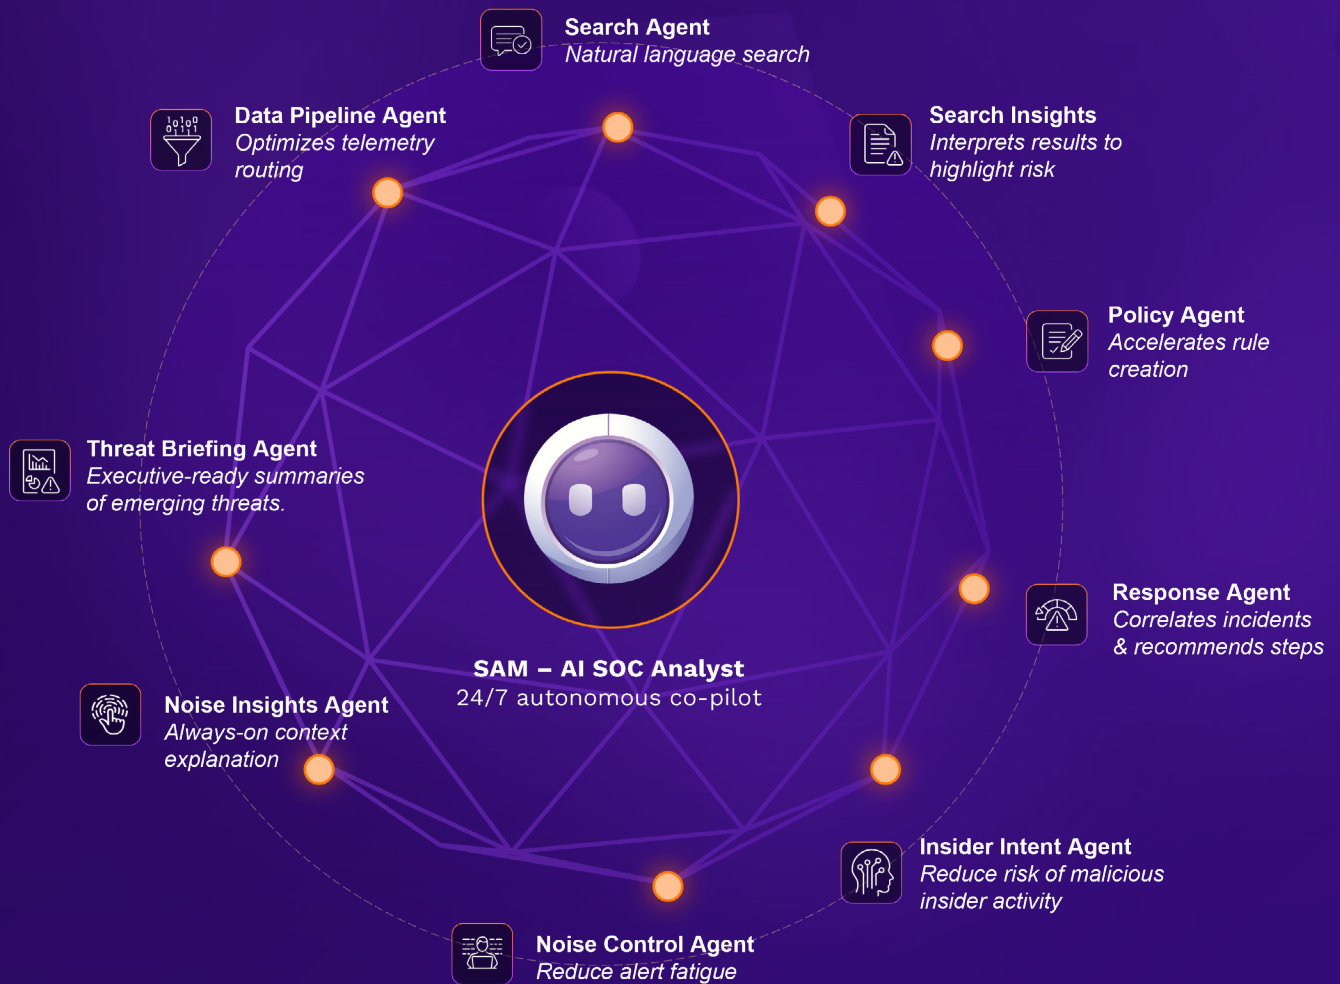 Search Agent
Natural language search
Data Pipeline Agent
Optimizes telemetry
routing
Search Insights
Interprets results to
highlight risk
Policy Agent
Accelerates rule
creation
Threat Briefing Agent
Executive-ready summaries
of emerging threats.
Response Agent
Correlates incidents
& recommends steps
SAM – AI SOC Analyst
24/7 autonomous co-pilot
Noise Insights Agent
Always-on context
explanation
Insider Intent Agent
Reduce risk of malicious
insider activity
Noise Control Agent
Reduce alert fatigue